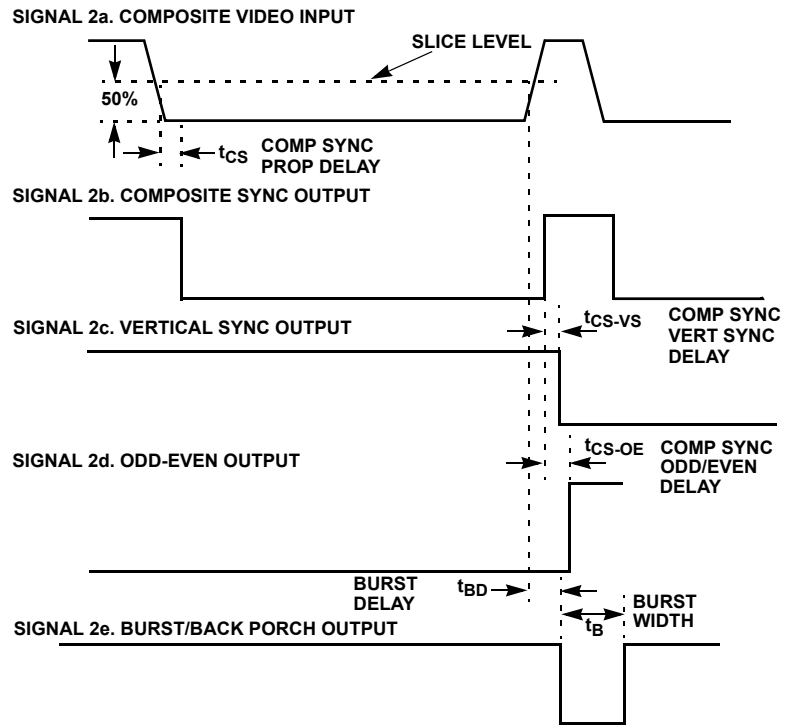 SIGNAL 2a. COMPOSITE VIDEO INPUT
SLICE LEVEL
50%
tCS
COMP SYNC
PROP DELAY
SIGNAL 2b. COMPOSITE SYNC OUTPUT
SIGNAL 2c. VERTICAL SYNC OUTPUT
tCS-VS
COMP SYNC
VERT SYNC
DELAY
SIGNAL 2d. ODD-EVEN OUTPUT
tCS-OE
COMP SYNC
ODD/EVEN
DELAY
BURST
DELAY
tBD
BURST
WIDTH
tB
SIGNAL 2e. BURST/BACK PORCH OUTPUT